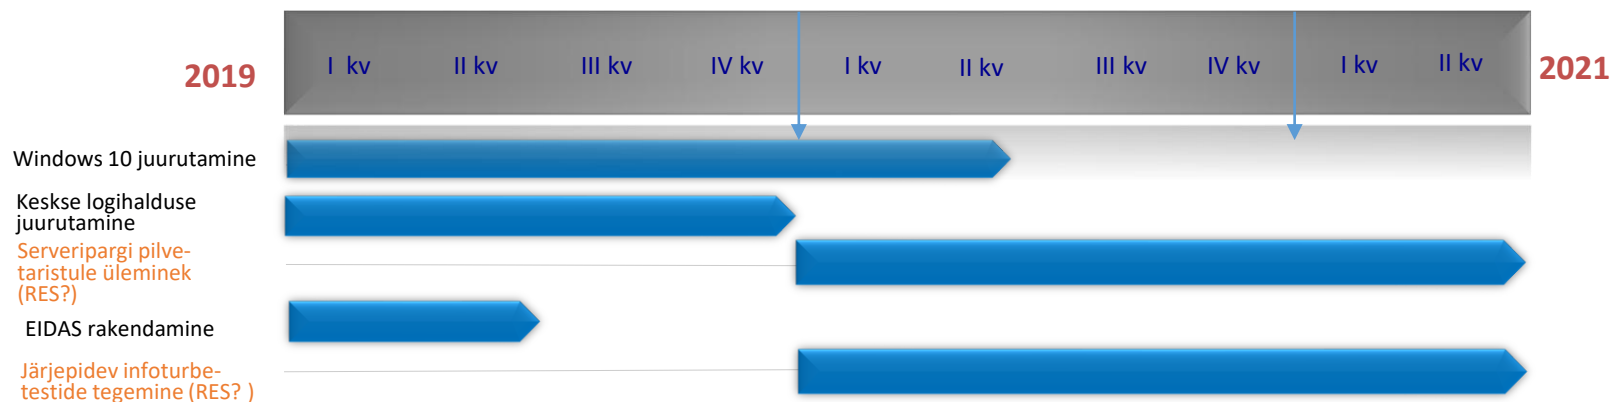 2019
I kv II kv III kv IV kv I kv II kv III kv IV kv I kv II kv
2021
Windows 10 juurutamine
Keskse logihalduse
juurutamine
Serveripargi pilve-
taristule üleminek
(RES?)
EIDAS rakendamine
Järjepidev infoturbe-
testide tegemine (RES? )